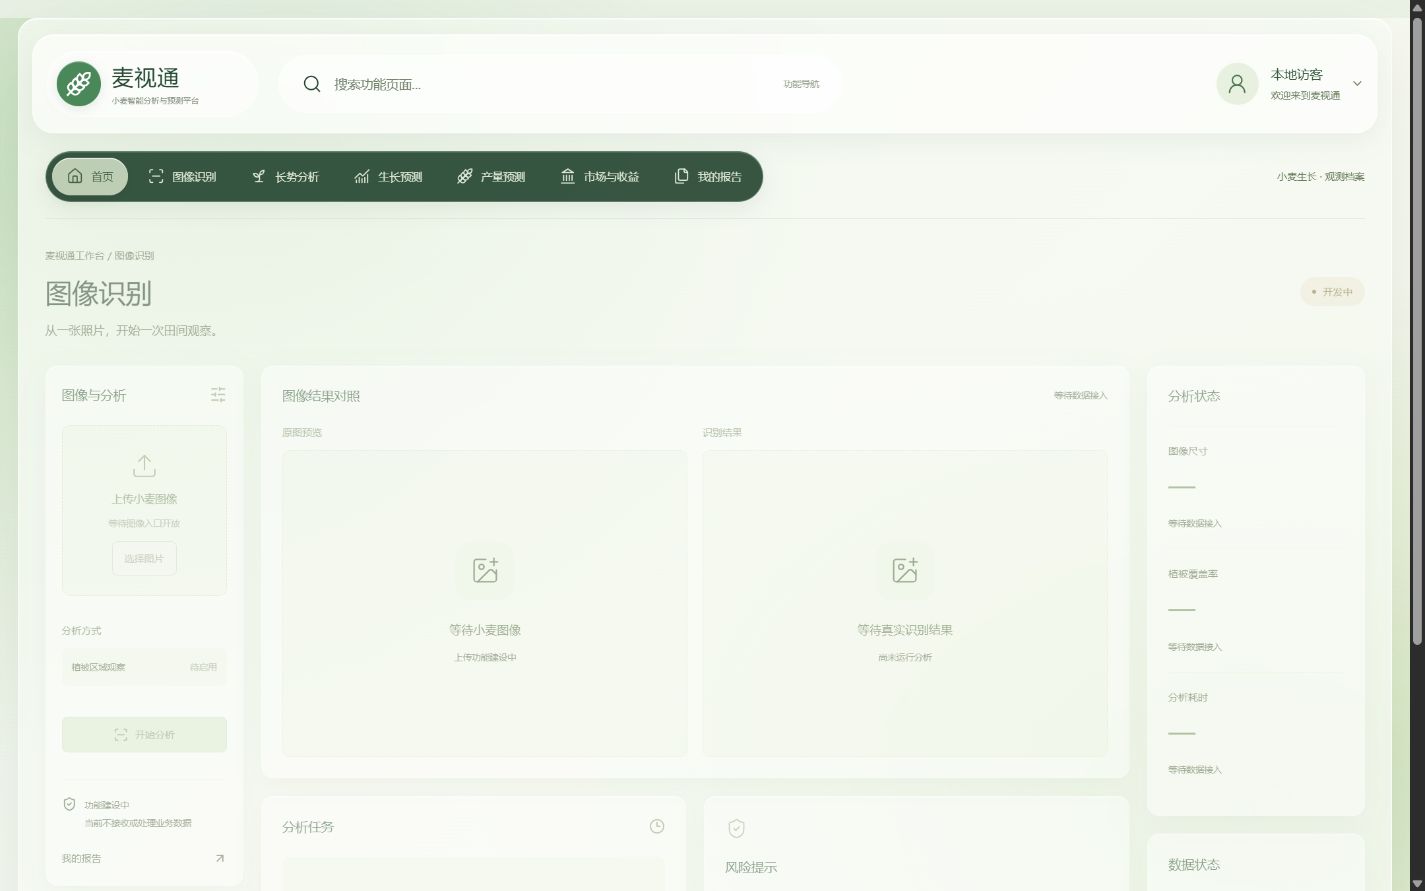 麦视通
小麦智能分析与预测平台
搜索功能页面...
功能导航
本地访客
欢迎来到麦视通
首页
图像识别
长势分析
生长预测
产量预测
市场与收益
我的报告
小麦生长 · 观测档案
麦视通工作台 / 图像识别
图像识别
开发中
从一张照片，开始一次田间观察。
图像与分析
上传小麦图像
等待图像入口开放
选择照片
分析方式
植被区域观察
待启用
开始分析
功能建设中
当前不接收或处理业务数据
我的报告
图像结果对照
等待数据接入
原图预览
识别结果
等待小麦图像
上传功能建设中
等待真实识别结果
尚未运行分析
分析任务
风险提示
分析状态
图像尺寸
等待数据接入
植被覆盖率
等待数据接入
分析耗时
等待数据接入
数据状态